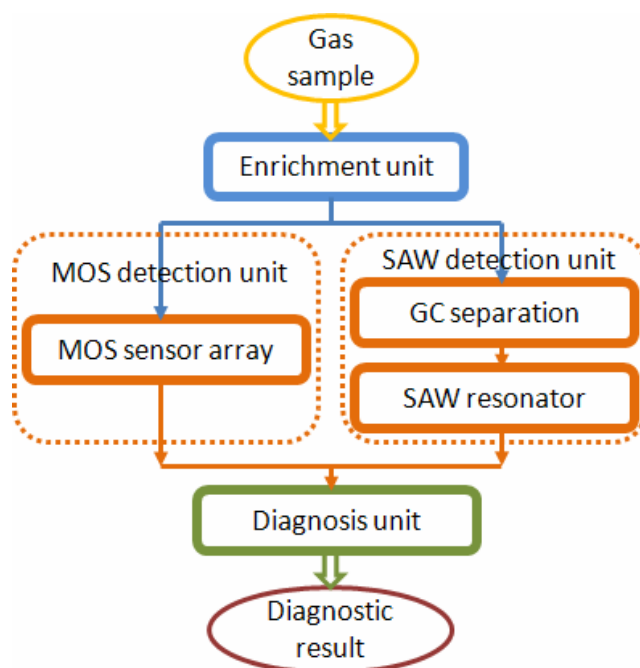 Gas
sample
Enrichment unit
MOS detection unit
MOS sensor array
SAW detection unit
GC separation
SAW resonator
Diagnosis unit
Diagnostic
result